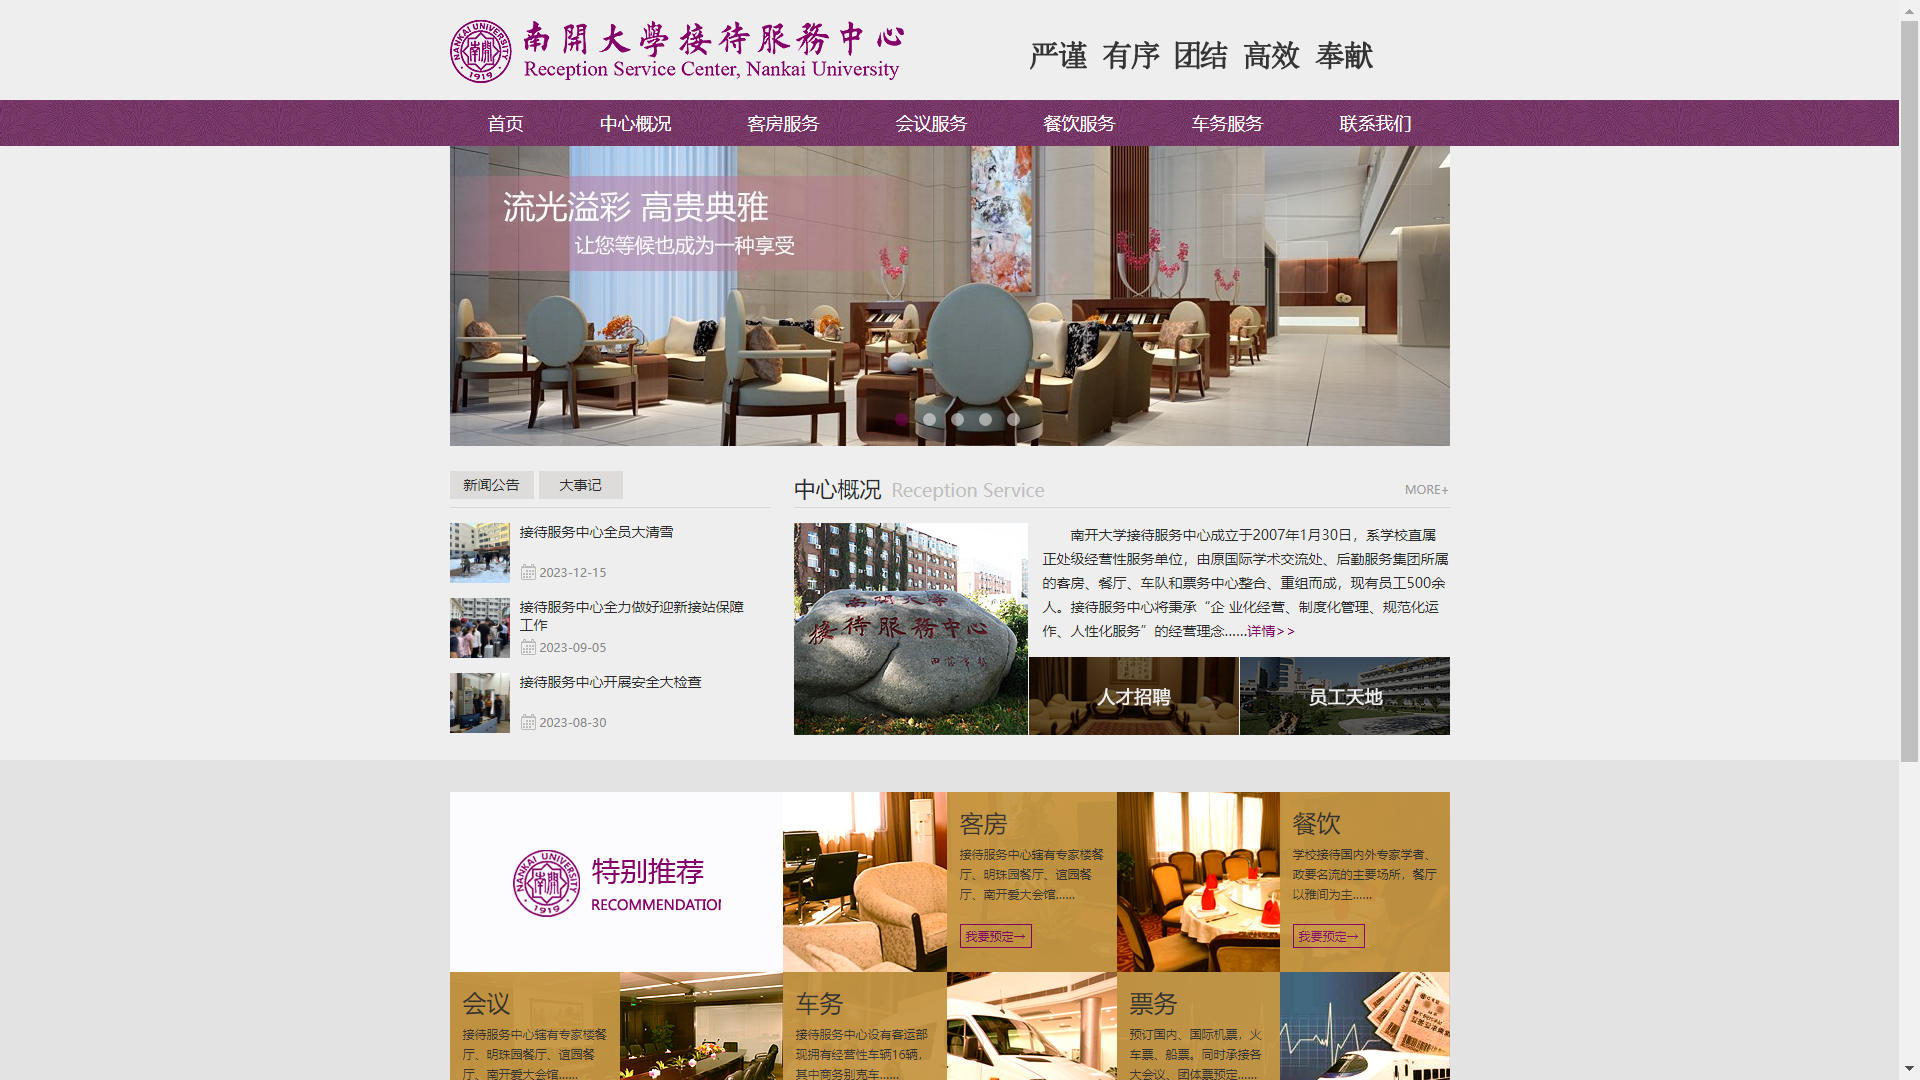 南開大學接待服務中心
Reception Service Center, Nankai University
NANKAI UNIVERSITY
1919
严谨 有序 团结 高效 奉献
首页
中心概况
客房服务
会议服务
餐饮服务
车务服务
联系我们
流光溢彩 高贵典雅
让您等候也成为一种享受
新闻公告
大事记
接待服务中心全员大清雪
2023-12-15
接待服务中心全力做好迎新接站保障
工作
2023-09-05
接待服务中心开展安全大检查
2023-08-30
中心概况 Reception Service
MORE+
南開大學
接待服務中心
南开大学接待服务中心成立于2007年1月30日，系学校直属
正处级经营性服务单位，由原国际学术交流处、后勤服务集团所属
的客房、餐厅、车队和票务中心整合、重组而成，现有员工500余
人。接待服务中心将秉承“企 业化经营、制度化管理、规范化运
作、人性化服务”的经营理念......详情>>
人才招聘
员工天地
NANKAI UNIVERSITY
1919
特别推荐
RECOMMENDATION
客房
接待服务中心辖有专家楼餐
厅、明珠园餐厅、谊园餐
厅、南开爱大会馆......
我要预定→
餐饮
学校接待国内外专家学者、
政要名流的主要场所，餐厅
以雅间为主......
我要预定→
会议
接待服务中心辖有专家楼餐
厅、明珠园餐厅、谊园餐
厅、南开爱大会馆......
车务
接待服务中心设有客运部
现拥有经营性车辆16辆，
其中商务别克车......
票务
预订国内、国际机票，火
车票、船票。同时承接各
大会议、团体票预定......